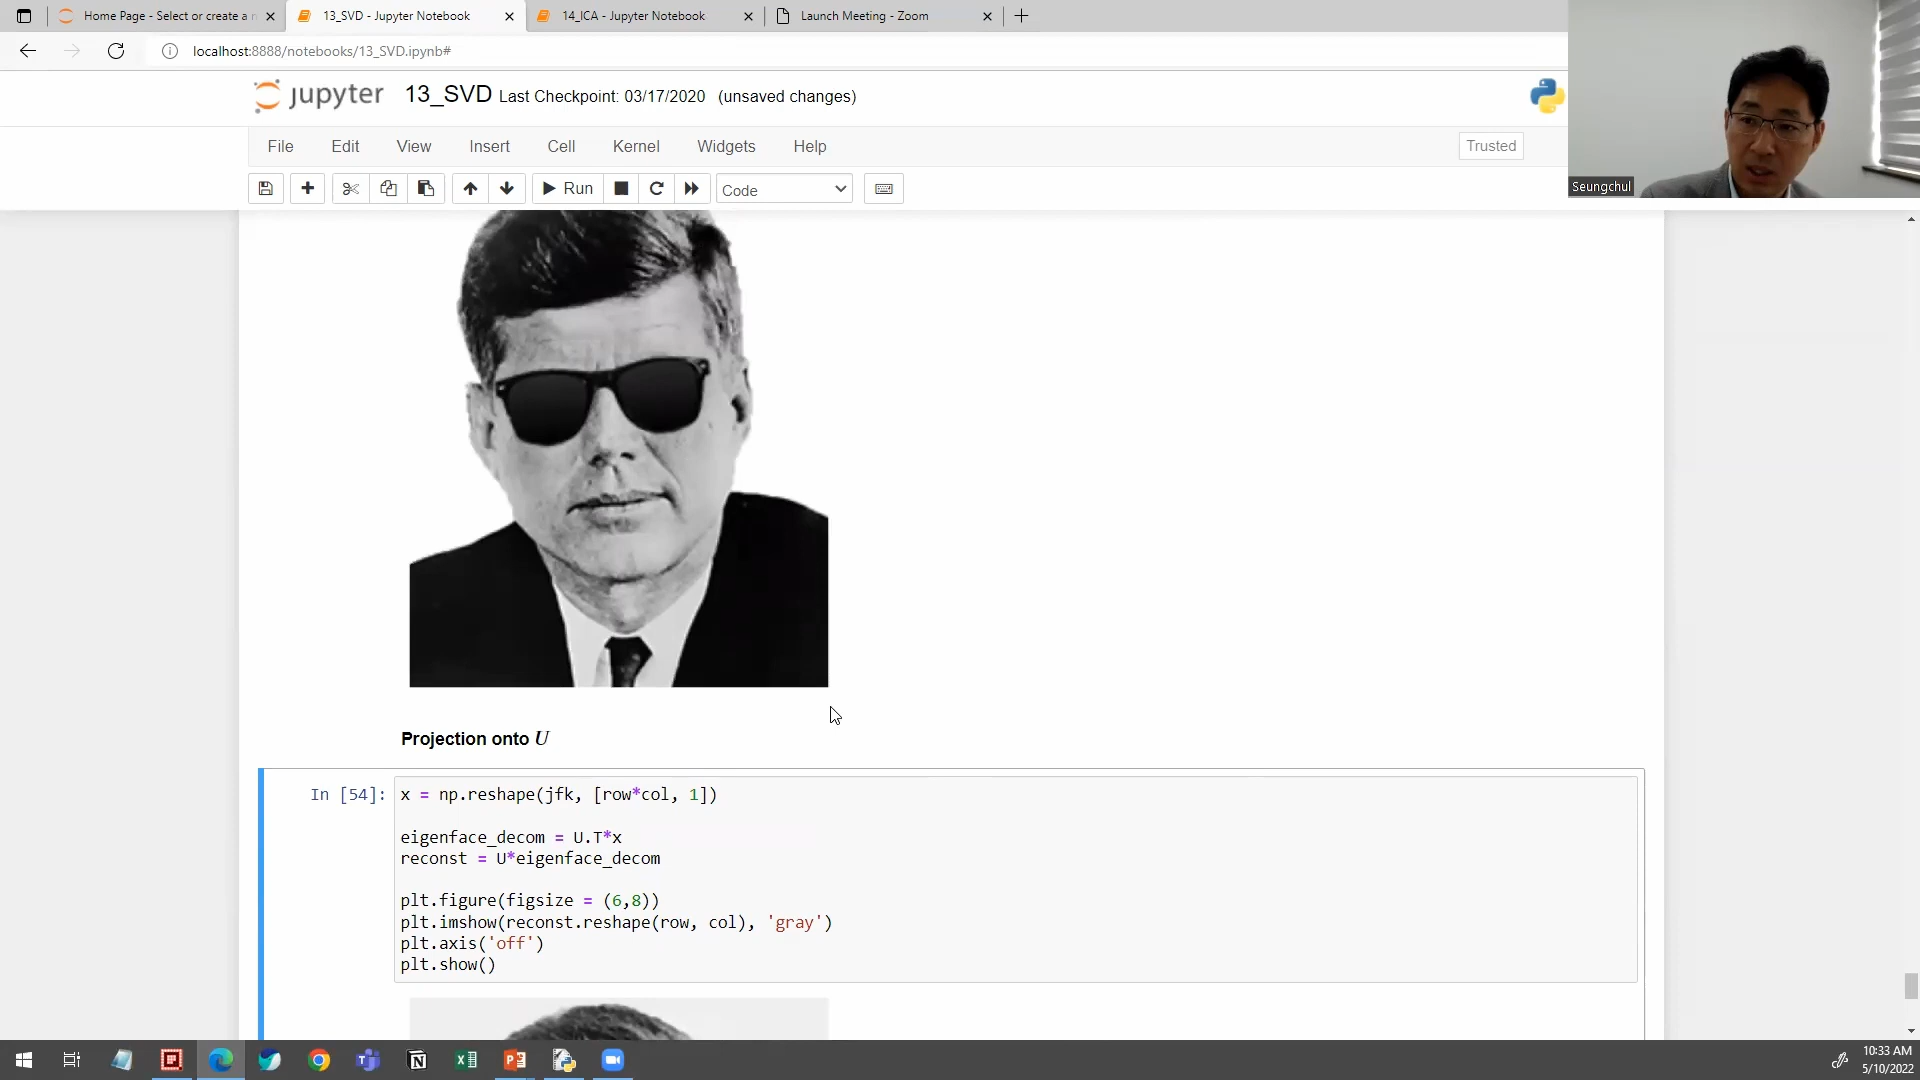 Home Page - Select or create a n
13_SVD - Jupyter Notebook
14_ICA - Jupyter Notebook
Launch Meeting - Zoom
localhost:8888/notebooks/13_SVD.ipynb#
jupyter 13_SVD Last Checkpoint: 03/17/2020 (unsaved changes)
File Edit View Insert Cell Kernel Widgets Help
Trusted
Run
Code
Seungchul
Projection onto U
In [54]: x = np.reshape(jfk, [row*col, 1])
eigenface_decom = U.T*x
reconst = U*eigenface_decom
plt.figure(figsize = (6,8))
plt.imshow(reconst.reshape(row, col), 'gray')
plt.axis('off')
plt.show()
10:33 AM
5/10/2022